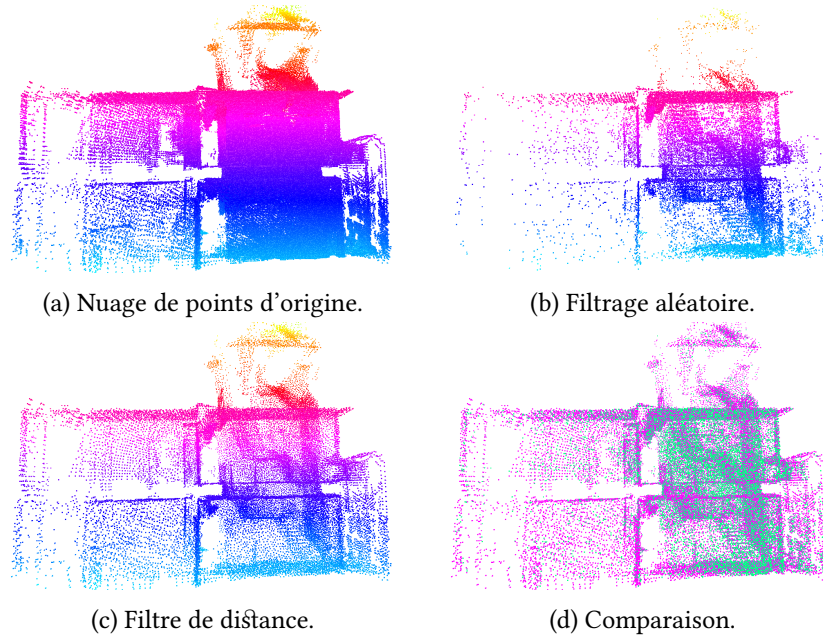 (a) Nuage de points d'origine.
(b) Filtrage aléatoire.
(c) Filtre de distance.
(d) Comparaison.